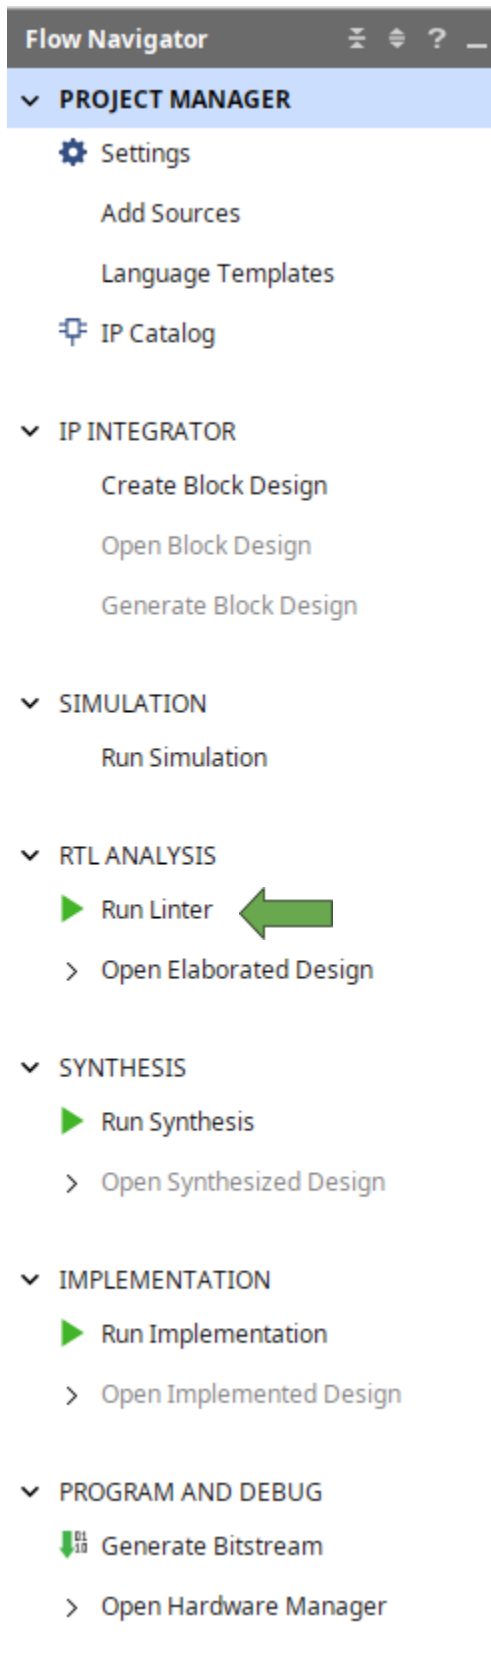 Flow Navigator ?
PROJECT MANAGER
Settings
Add Sources
Language Templates
IP Catalog
IP INTEGRATOR
Create Block Design
Open Block Design
Generate Block Design
SIMULATION
Run Simulation
RTL ANALYSIS
Run Linter
Open Elaborated Design
SYNTHESIS
Run Synthesis
Open Synthesized Design
IMPLEMENTATION
Run Implementation
Open Implemented Design
PROGRAM AND DEBUG
Generate Bitstream
Open Hardware Manager